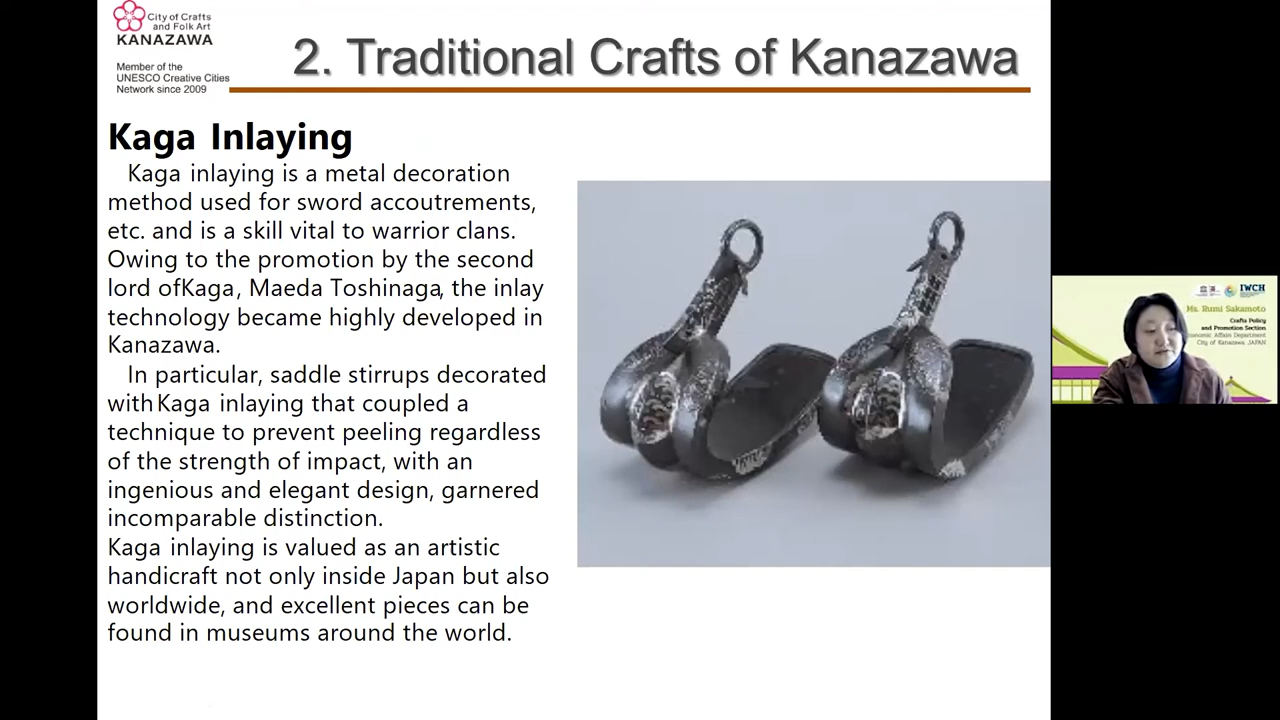 City of Crafts
and Folk Art
KANAZAWA
Member of the
UNESCO Creative Cities
Network since 2009
2. Traditional Crafts of Kanazawa
Kaga Inlaying
Kaga inlaying is a metal decoration
method used for sword accoutrements,
etc. and is a skill vital to warrior clans.
Owing to the promotion by the second
lord ofKaga, Maeda Toshinaga, the inlay
technology became highly developed in
Kanazawa.
In particular, saddle stirrups decorated
withKaga inlaying that coupled a
technique to prevent peeling regardless
of the strength of impact, with an
ingenious and elegant design, garnered
incomparable distinction.
Kaga inlaying is valued as an artistic
handicraft not only inside Japan but also
worldwide, and excellent pieces can be
found in museums around the world.
IWCH
Ms. Rumi Sakamoto
Crafts Policy
and Promotion Section
Economic Affair Department
City of Kanazawa, JAPAN